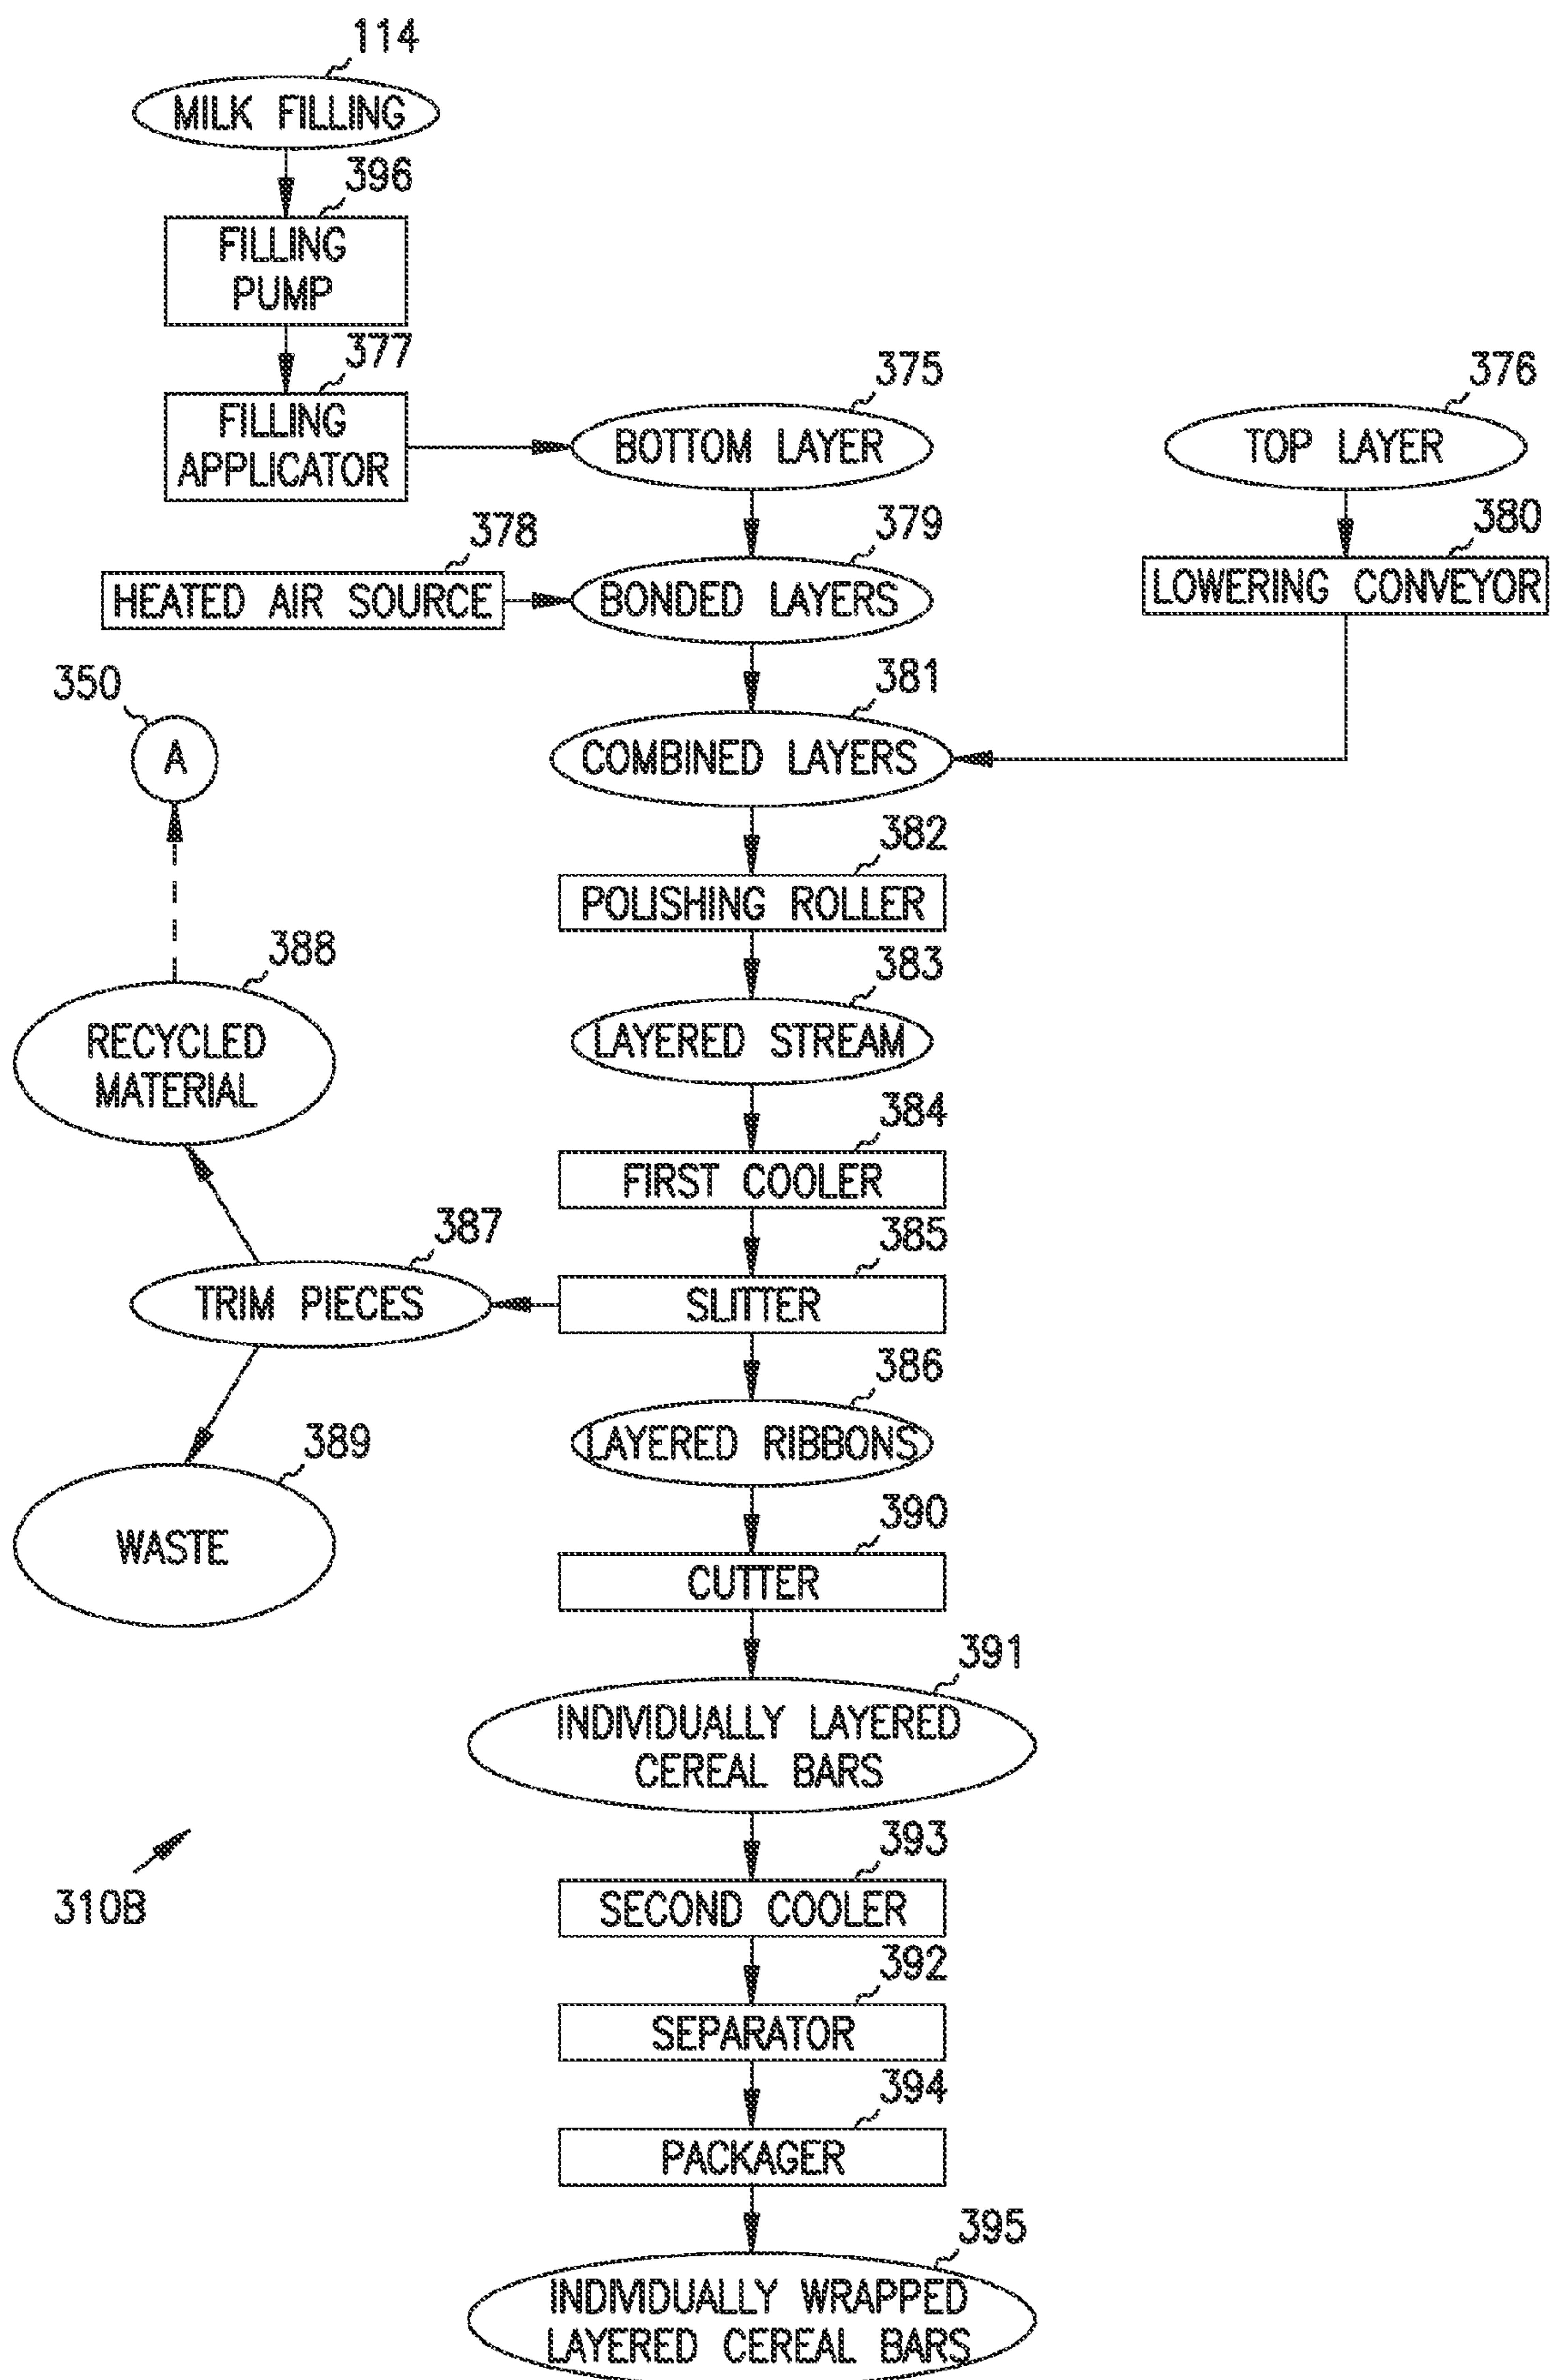 114
MILK FILLING
396
FILLING
PUMP
377
FILLING
APPLICATOR
375
BOTTOM LAYER
376
TOP LAYER
378
HEATED AIR SOURCE
379
BONDED LAYERS
380
LOWERING CONVEYOR
350
A
381
COMBINED LAYERS
382
POLISHING ROLLER
388
RECYCLED
MATERIAL
383
LAYERED STREAM
384
FIRST COOLER
387
TRIM PIECES
385
SLITTER
386
LAYERED RIBBONS
389
WASTE
390
CUTTER
391
INDIVIDUALLY LAYERED
CEREAL BARS
310B
393
SECOND COOLER
392
SEPARATOR
394
PACKAGER
395
INDIVIDUALLY WRAPPED
LAYERED CEREAL BARS